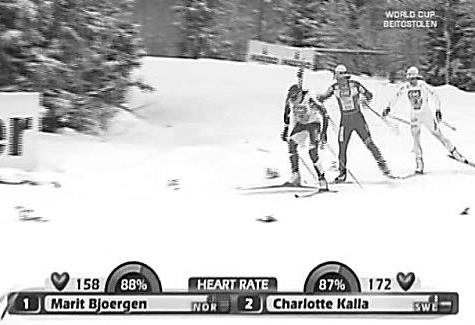 WORLD CUP
BEITOSTOLEN
158 88% HEART RATE 87% 172
1 Marit Bjoergen NOR 2 Charlotte Kalla SWE